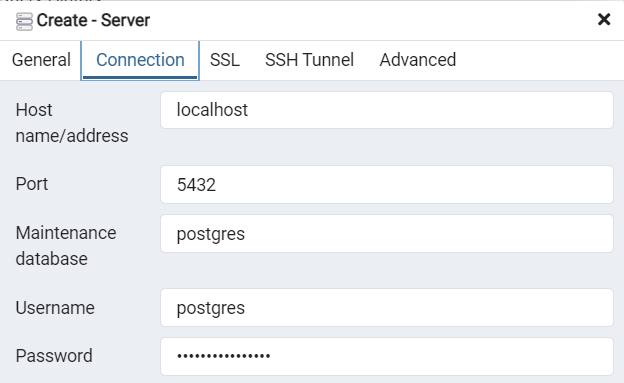 Create - Server
General Connection SSL SSH Tunnel Advanced
Host name/address localhost
Port 5432
Maintenance database postgres
Username postgres
Password ••••••••••••••••